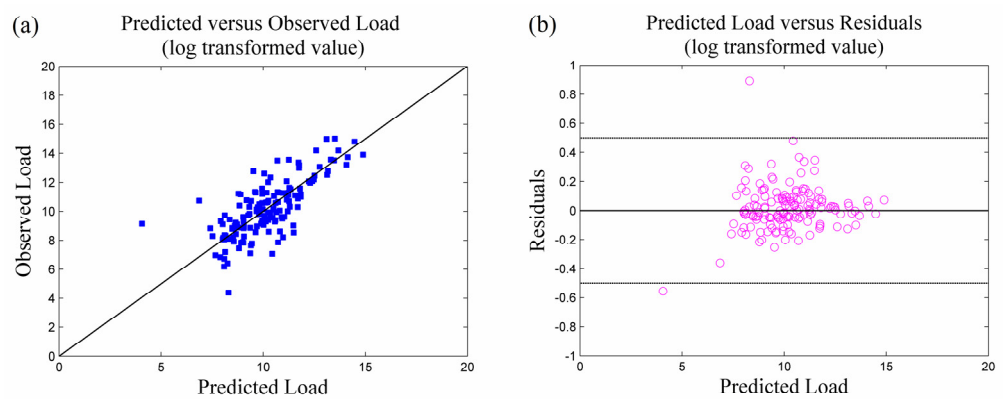 (a)
Predicted versus Observed Load
(log transformed value)
20
18
16
14
12
10
8
6
4
2
0
Observed Load
0 5 10 15 20
Predicted Load
(b)
Predicted Load versus Residuals
(log transformed value)
1
0.8
0.6
0.4
0.2
0
-0.2
-0.4
-0.6
-0.8
-1
Residuals
0 5 10 15 20
Predicted Load